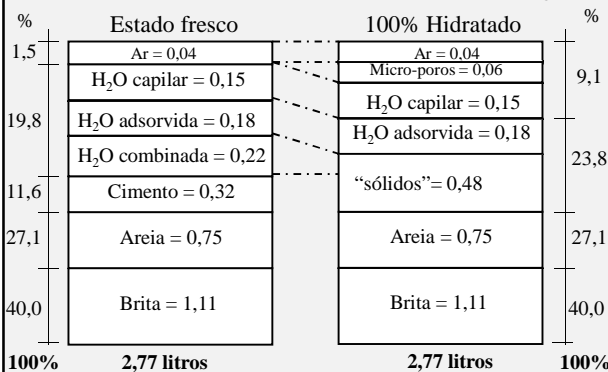 % Estado fresco 100% Hidratado %
1,5 Ar = 0,04 Ar = 0,04
Micro-poros = 0,06 9,1
H₂O capilar = 0,15 H₂O capilar = 0,15
19,8 H₂O adsorvida = 0,18 H₂O adsorvida = 0,18
H₂O combinada = 0,22 23,8
11,6 Cimento = 0,32 “sólidos”= 0,48
27,1 Areia = 0,75 Areia = 0,75 27,1
40,0 Brita = 1,11 Brita = 1,11 40,0
100% 2,77 litros 2,77 litros 100%